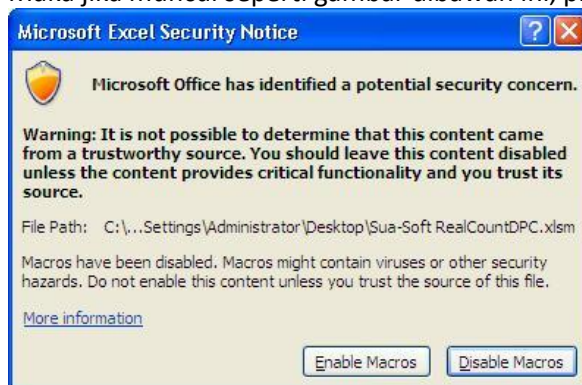 Microsoft Excel Security Notice
Microsoft Office has identified a potential security concern.
Warning: It is not possible to determine that this content came
from a trustworthy source. You should leave this content disabled
unless the content provides critical functionality and you trust its
source.
File Path: C:\...Settings\Administrator\Desktop\Sua-Soft RealCountDPC.xlsm
Macros have been disabled. Macros might contain viruses or other security
hazards. Do not enable this content unless you trust the source of this file.
More information
Enable Macros Disable Macros